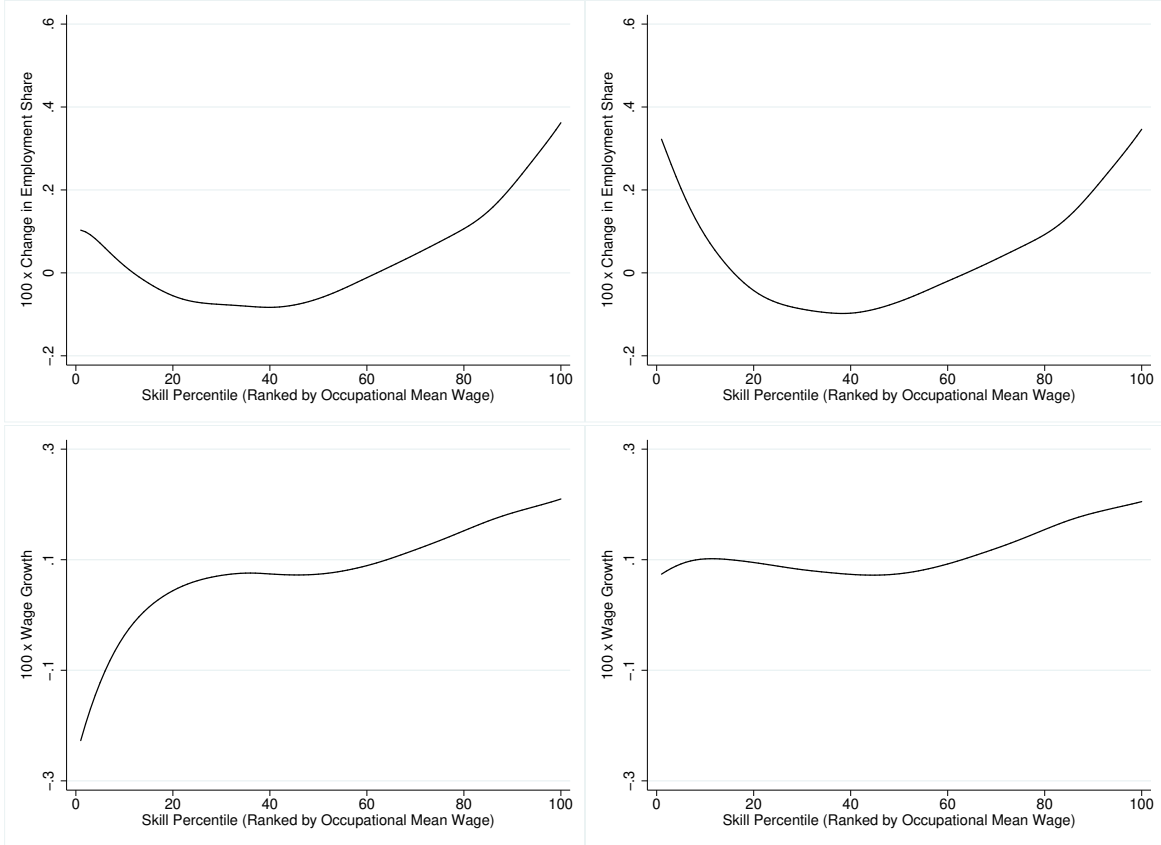 100 x Change in Employment Share
.6
.4
.2
0
-.2
0 20 40 60 80 100
Skill Percentile (Ranked by Occupational Mean Wage)
100 x Change in Employment Share
.6
.4
.2
0
-.2
0 20 40 60 80 100
Skill Percentile (Ranked by Occupational Mean Wage)
100 x Wage Growth
.3
.1
-.1
-.3
0 20 40 60 80 100
Skill Percentile (Ranked by Occupational Mean Wage)
100 x Wage Growth
.3
.1
-.1
-.3
0 20 40 60 80 100
Skill Percentile (Ranked by Occupational Mean Wage)